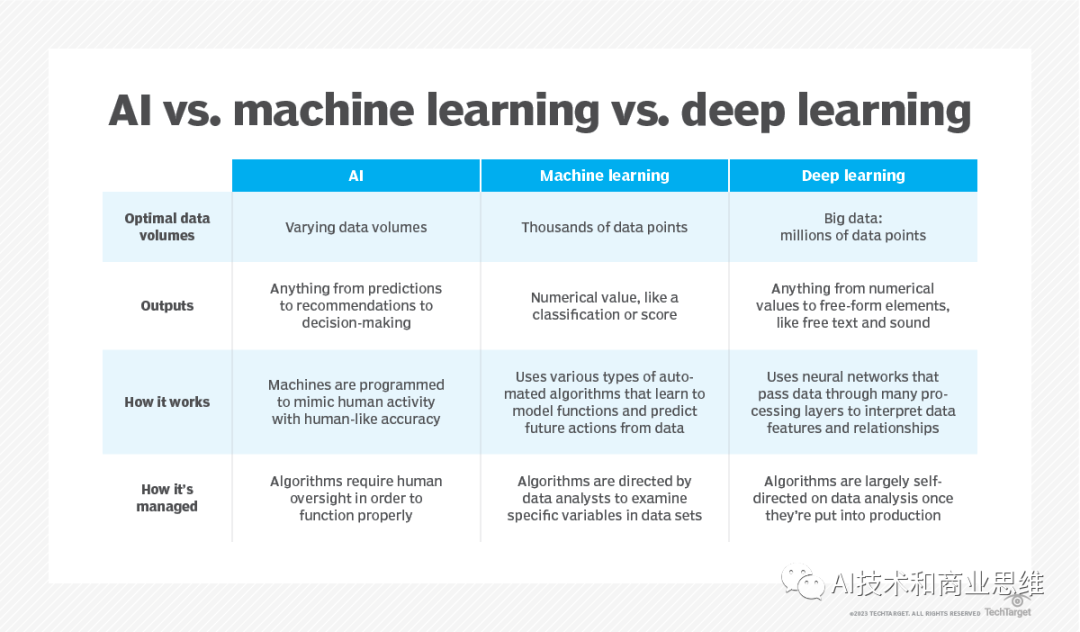 AI vs. machine learning vs. deep learning
AI
Machine learning
Deep learning
Optimal data
volumes
Varying data volumes
Thousands of data points
Big data:
millions of data points
Outputs
Anything from predictions
to recommendations to
decision-making
Numerical value, like a
classification or score
Anything from numerical
values to free-form elements,
like free text and sound
How it works
Machines are programmed
to mimic human activity
with human-like accuracy
Uses various types of auto-
mated algorithms that learn to
model functions and predict
future actions from data
Uses neural networks that
pass data through many pro-
cessing layers to interpret data
features and relationships
How it's
managed
Algorithms require human
oversight in order to
function properly
Algorithms are directed by
data analysts to examine
specific variables in data sets
Algorithms are largely self-
directed on data analysis once
they're put into production
AI技术和商业思维
©2023 TECHTARGET. ALL RIGHTS RESERVED TechTarget